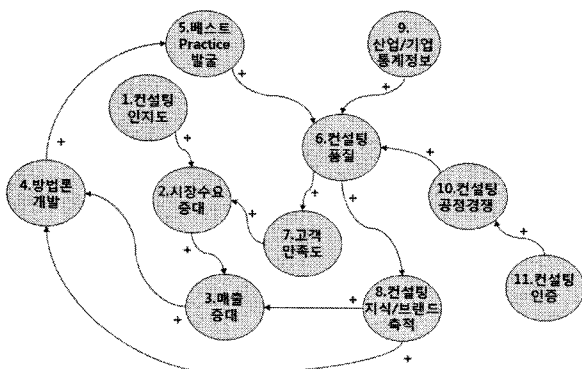 5.베스트
Practice
발굴
9.
산업/기업
통계정보
1.컨설팅
인지도
6.컨설팅
품질
4.방법론
개발
2.시장수요
증대
10.컨설팅
공정경쟁
7.고객
만족도
3.매출
증대
8.컨설팅
지식/브랜드
축적
11.컨설팅
인증
+
+
+
+
+
+
+
+
+
+
+
+
+